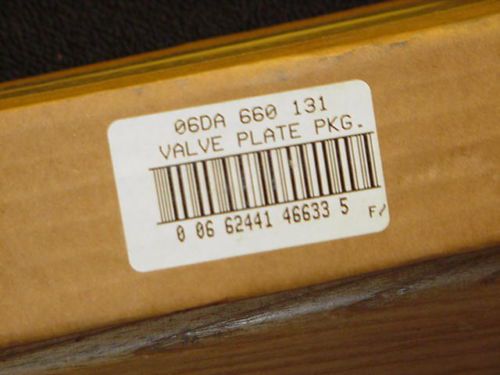 06DA 660 131
VALVE PLATE PKG.
0 06 62441 46633 5
F/